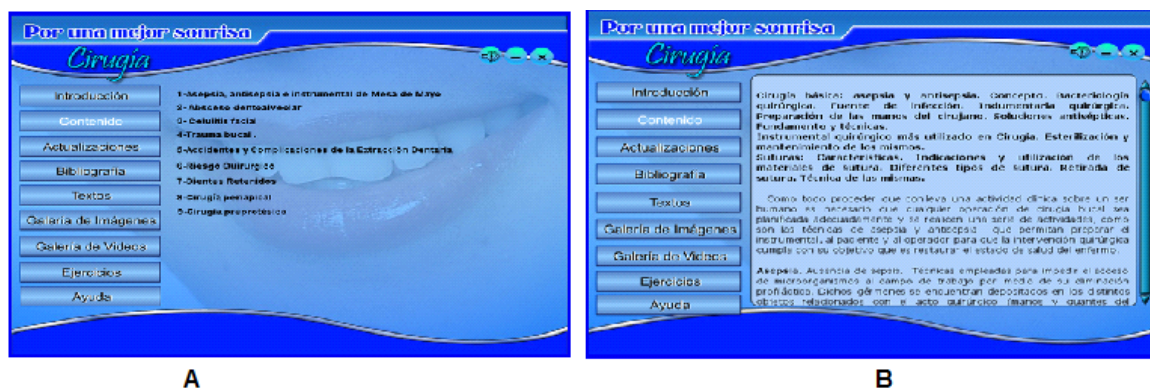 Por una mejor sonrisa
Cirugía
Introducción
Contenido
Actualizaciones
Bibliografía
Textos
Galería de Imágenes
Galería de Videos
Ejercicios
Ayuda
1-Asepsia, antisepsia e instrumental de Mesa de Mayo
2- Absceso dentoalveolar
3- Celulitis facial
4-Trauma bucal.
5-Accidentes y Complicaciones de la Extracción Dentaria
6-Riesgo Quirurgico
7-Dientes Retenidos
8-Cirugía periapical
9-Cirugía preprotésica
A
Por una mejor sonrisa
Cirugía
Introducción
Contenido
Actualizaciones
Bibliografía
Textos
Galería de Imágenes
Galería de Videos
Ejercicios
Ayuda
Cirugía básica: asepsia y antisepsia. Concepto. Bacteriología
quirúrgica. Fuente de infección. Indumentaria quirúrgica.
Preparación de las manos del cirujano. Soluciones antisépticas.
Fundamento y técnicas.
Instrumental quirúrgico más utilizado en Cirugía. Esterilización y
mantenimiento de los mismos.
Suturas: Características. Indicaciones y utilización de los
materiales de sutura. Diferentes tipos de sutura. Retirada de
sutura. Técnica de las mismas.
Como todo proceder que conlleva una actividad clínica sobre un ser
humano es necesario que cualquier operación de cirugía bucal sea
planificada adecuadamente y se realicen una serie de actividades, como
son las técnicas de asepsia y antisepsia que permitan preparar el
instrumental, al paciente y al operador para que la intervención quirúrgica
cumpla con su objetivo que es restaurar el estado de salud del enfermo.
Asepsia. Ausencia de sepsis. Técnicas empleadas para impedir el acceso
de microorganismos al campo de trabajo por medio de su eliminación
profiláctica. Dichos gérmenes se encuentran depositados en los distintos
objetos relacionados con el acto quirúrgico (manos y guantes del
B